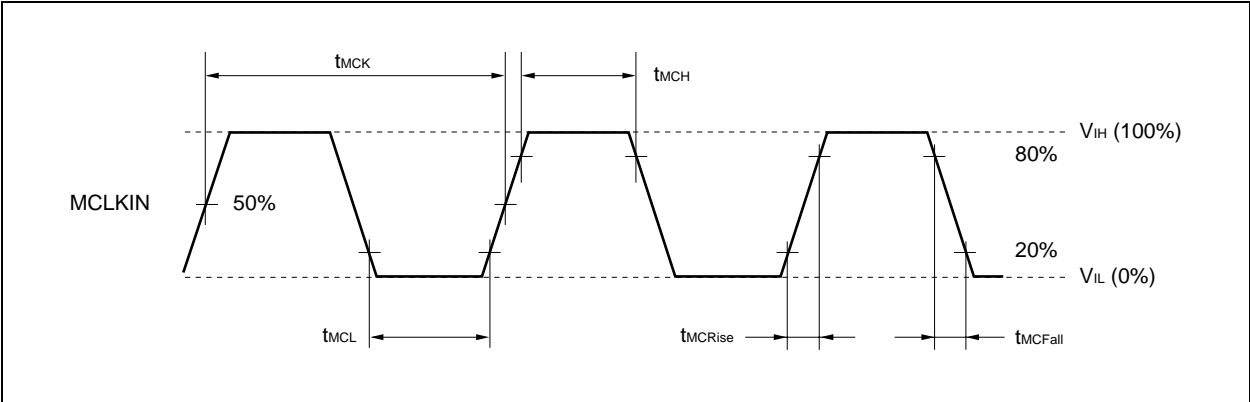 tMCK
tMCH
VIH (100%)
80%
MCLKIN
50%
20%
VIL (0%)
tMCL
tMCRise
tMCFall